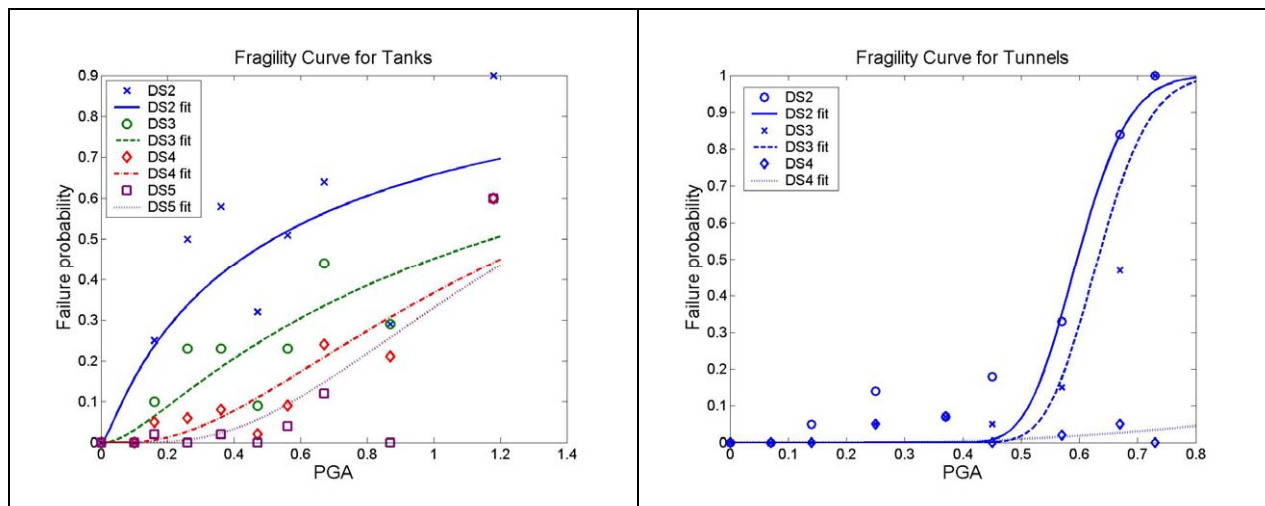 Fragility Curve for Tanks
Failure probability
0.9
0.8
0.7
0.6
0.5
0.4
0.3
0.2
0.1
0
DS2
DS2 fit
DS3
DS3 fit
DS4
DS4 fit
DS5
DS5 fit
0 0.2 0.4 0.6 0.8 1 1.2 1.4
PGA
Fragility Curve for Tunnels
Failure probability
1
0.9
0.8
0.7
0.6
0.5
0.4
0.3
0.2
0.1
0
DS2
DS2 fit
DS3
DS3 fit
DS4
DS4 fit
0 0.1 0.2 0.3 0.4 0.5 0.6 0.7 0.8
PGA